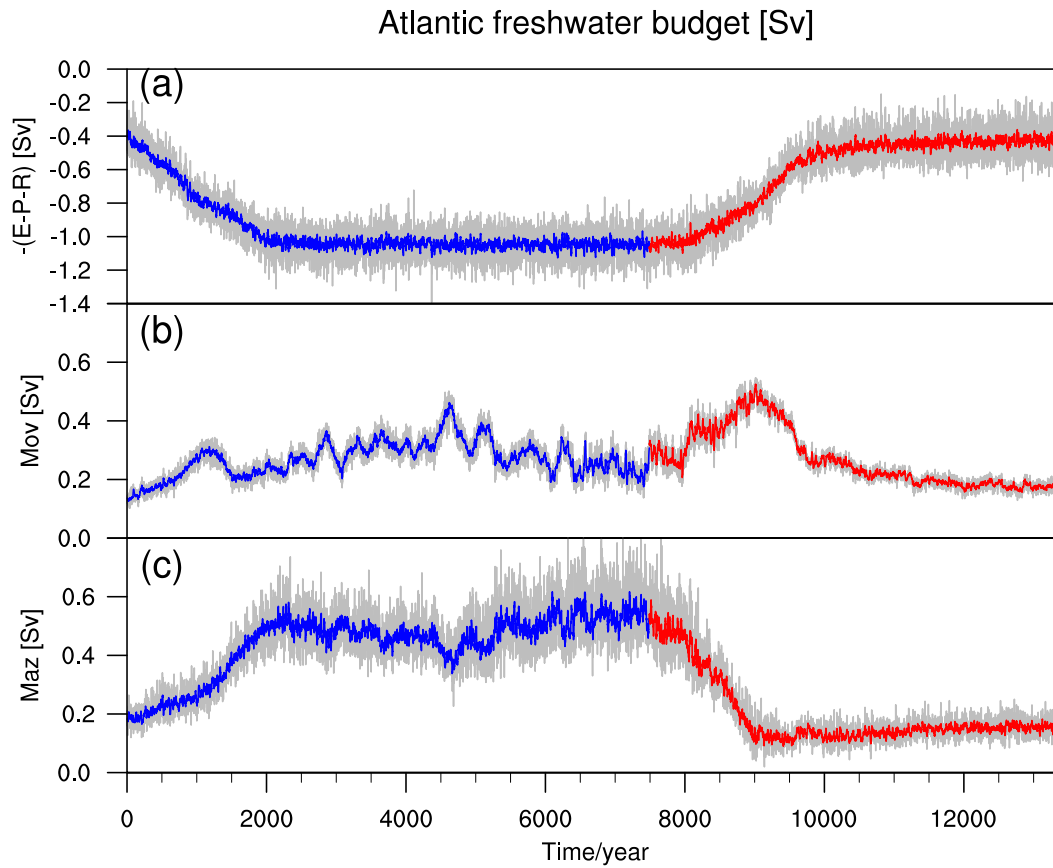 Atlantic freshwater budget [Sv]
(a)
-(E-P-R) [Sv]
0.0
-0.2
-0.4
-0.6
-0.8
-1.0
-1.2
-1.4
(b)
Mov [Sv]
0.6
0.4
0.2
0.0
(c)
Maz [Sv]
0.6
0.4
0.2
0.0
0 2000 4000 6000 8000 10000 12000
Time/year